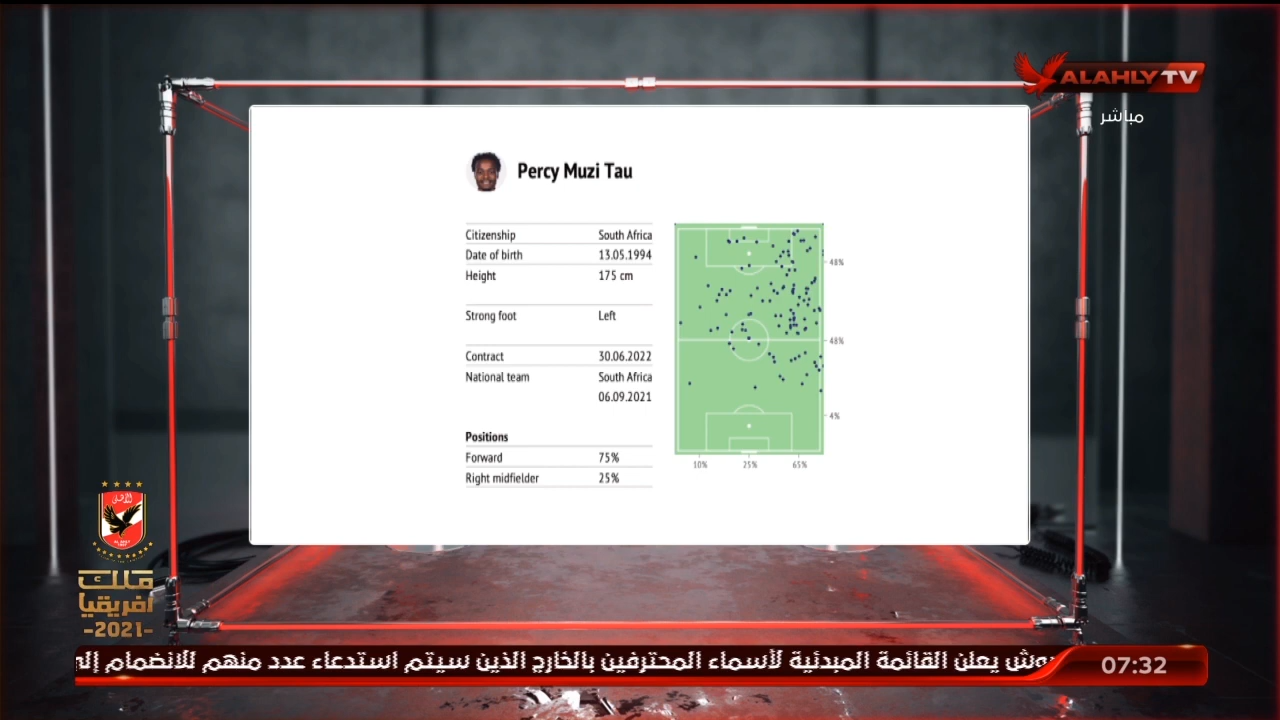 ALAHLY TV
مباشر
Percy Muzi Tau
Citizenship South Africa
Date of birth 13.05.1994
Height 175 cm
Strong foot Left
Contract 30.06.2022
National team South Africa
06.09.2021
Positions
Forward 75%
Right midfielder 25%
48%
48%
4%
10% 25% 65%
ملك
أفريقيا
-2021-
يعلن القائمة المبدئية لأسماء المحترفين بالخارج الذين سيتم استدعاء عدد منهم للانضمام
07:32